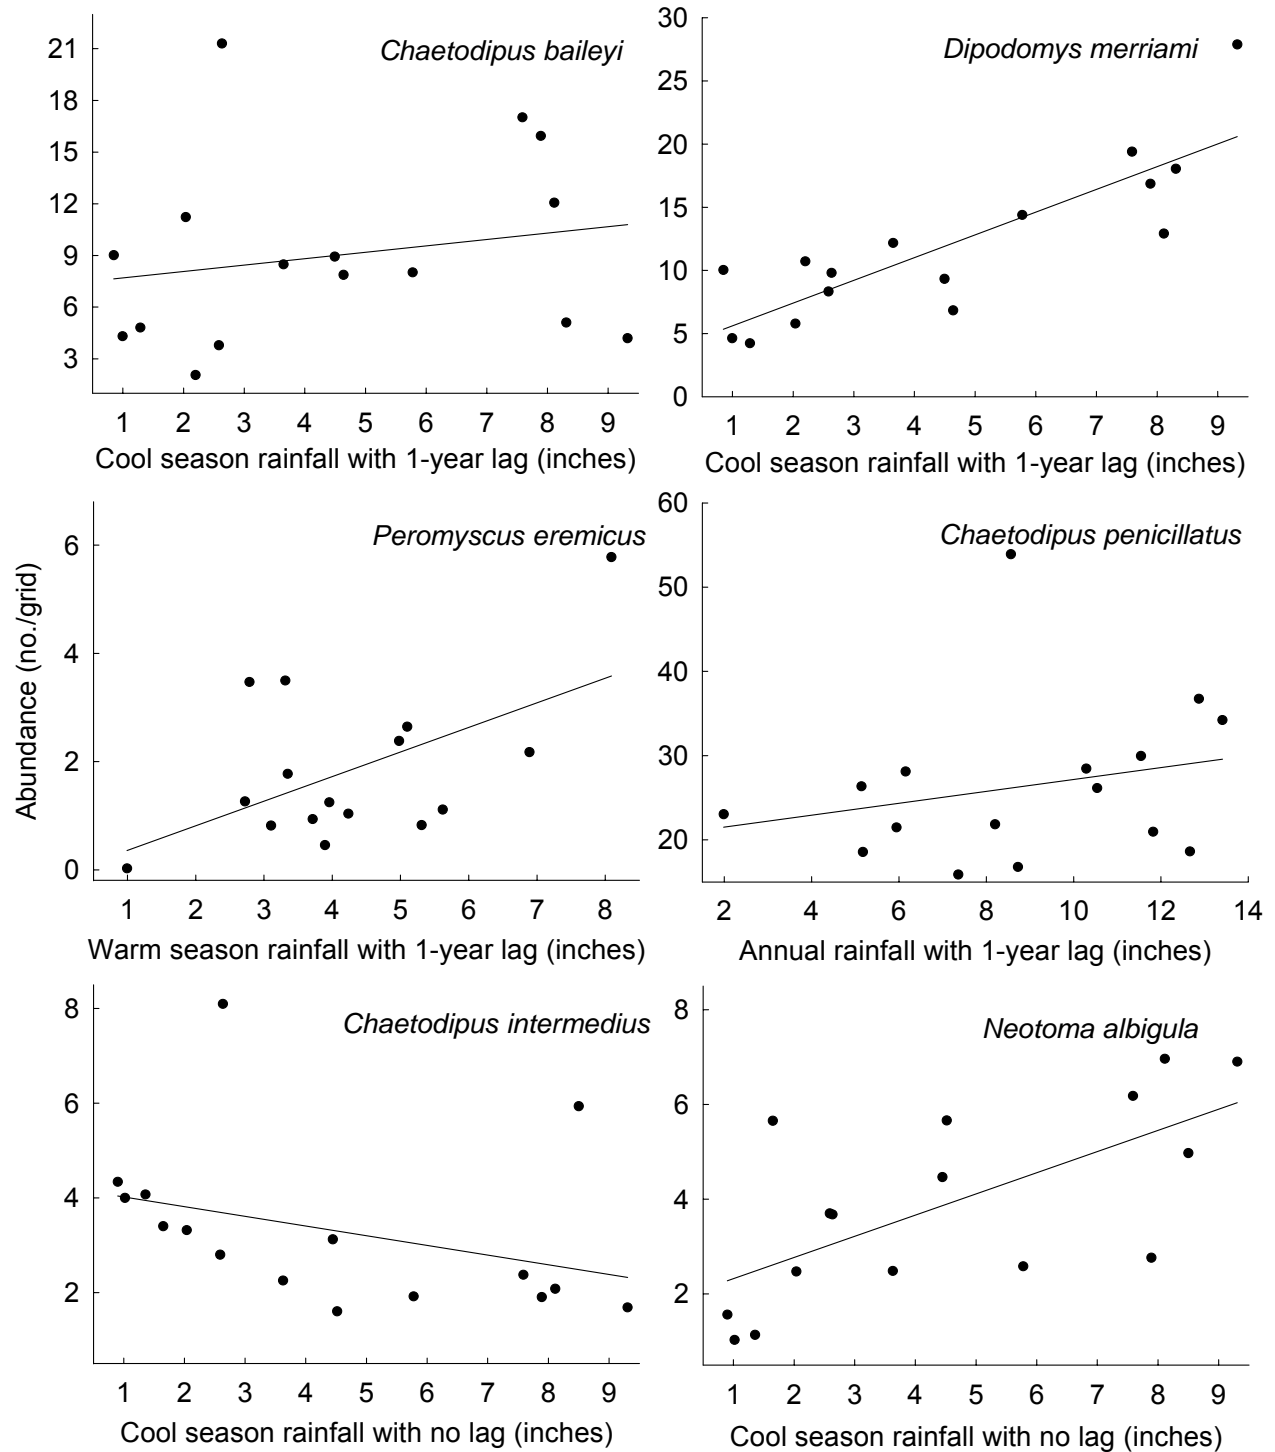 Chaetodipus baileyi
21
18
15
12
9
6
3
1 2 3 4 5 6 7 8 9
Cool season rainfall with 1-year lag (inches)
Dipodomys merriami
30
25
20
15
10
5
0
1 2 3 4 5 6 7 8 9
Cool season rainfall with 1-year lag (inches)
Abundance (no./grid)
Peromyscus eremicus
6
4
2
0
1 2 3 4 5 6 7 8
Warm season rainfall with 1-year lag (inches)
Chaetodipus penicillatus
60
50
40
30
20
2 4 6 8 10 12 14
Annual rainfall with 1-year lag (inches)
Chaetodipus intermedius
8
6
4
2
1 2 3 4 5 6 7 8 9
Cool season rainfall with no lag (inches)
Neotoma albigula
8
6
4
2
1 2 3 4 5 6 7 8 9
Cool season rainfall with no lag (inches)